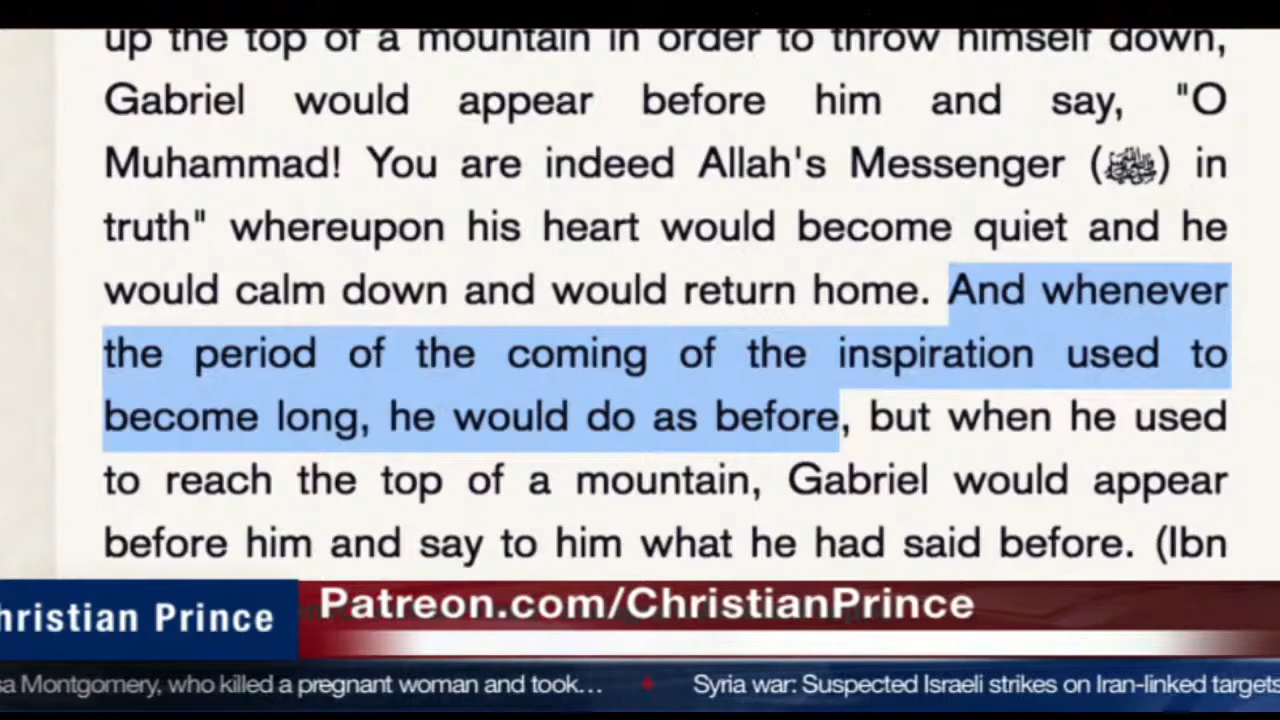 up the top of a mountain in order to throw himself down,
Gabriel would appear before him and say, "O
Muhammad! You are indeed Allah's Messenger (ﷺ) in
truth" whereupon his heart would become quiet and he
would calm down and would return home. And whenever
the period of the coming of the inspiration used to
become long, he would do as before, but when he used
to reach the top of a mountain, Gabriel would appear
before him and say to him what he had said before. (Ibn
hristian Prince
Patreon.com/ChristianPrince
sa Montgomery, who killed a pregnant woman and took...
Syria war: Suspected Israeli strikes on Iran-linked targets